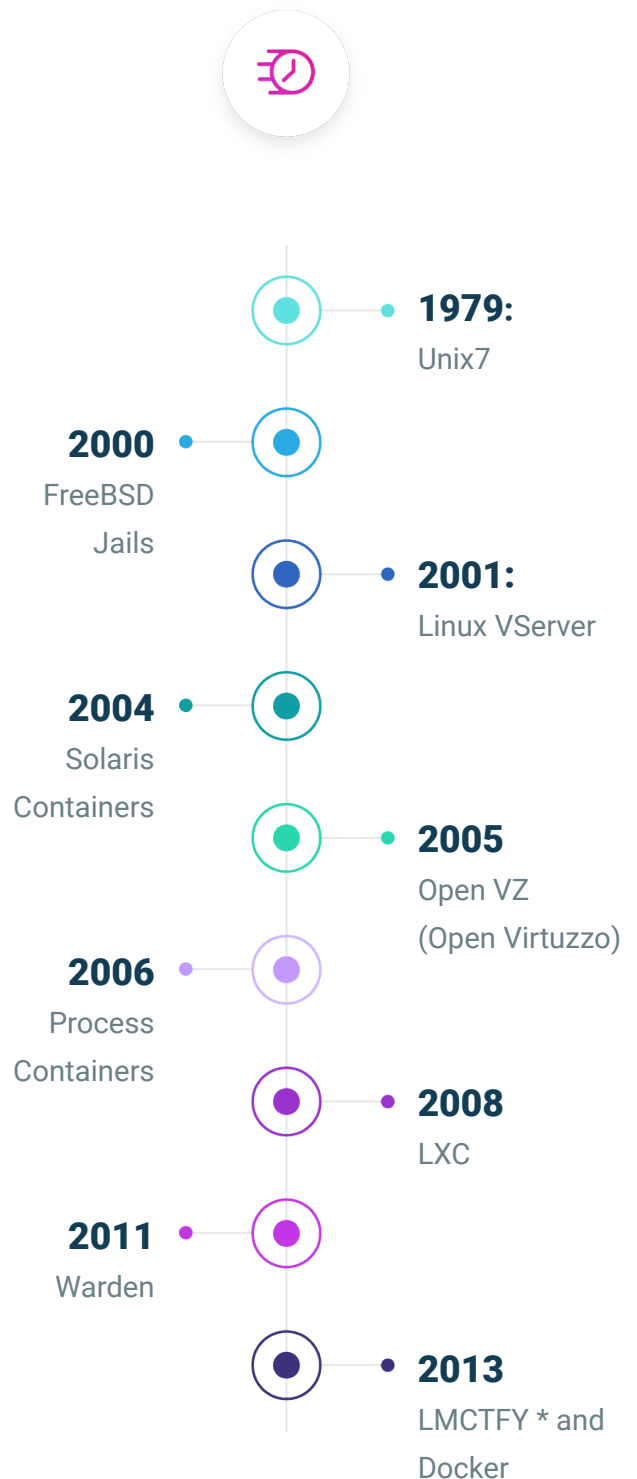 1979:
Unix7
2000
FreeBSD
Jails
2001:
Linux VServer
2004
Solaris
Containers
2005
Open VZ
(Open Virtuzzo)
2006
Process
Containers
2008
LXC
2011
Warden
2013
LMCTFY * and
Docker